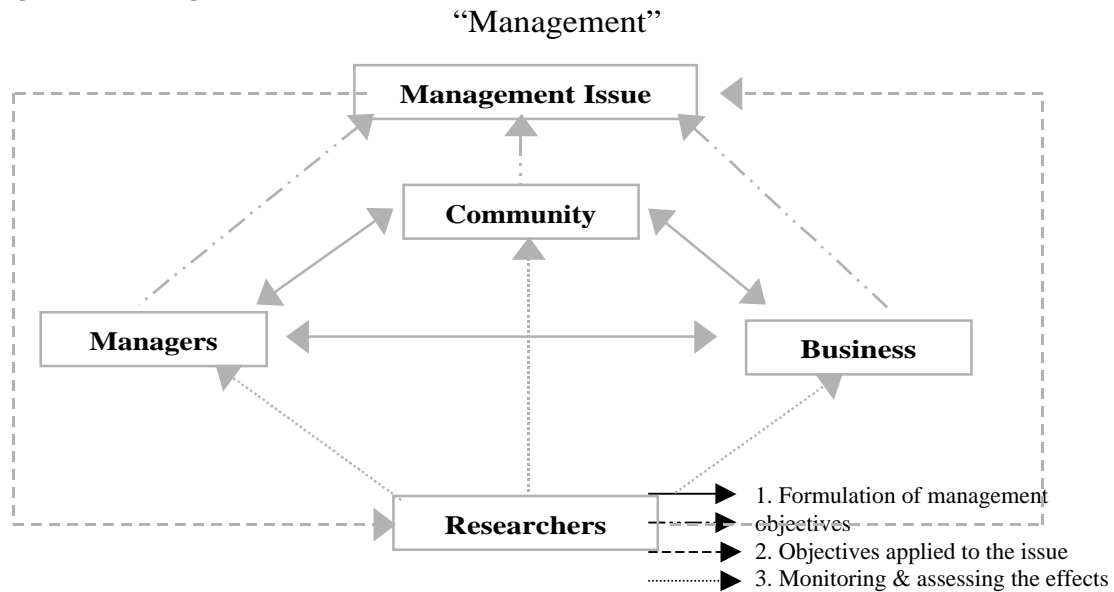 “Management”
Management Issue
Community
Managers
Business
Researchers
1. Formulation of management
objectives
2. Objectives applied to the issue
3. Monitoring & assessing the effects